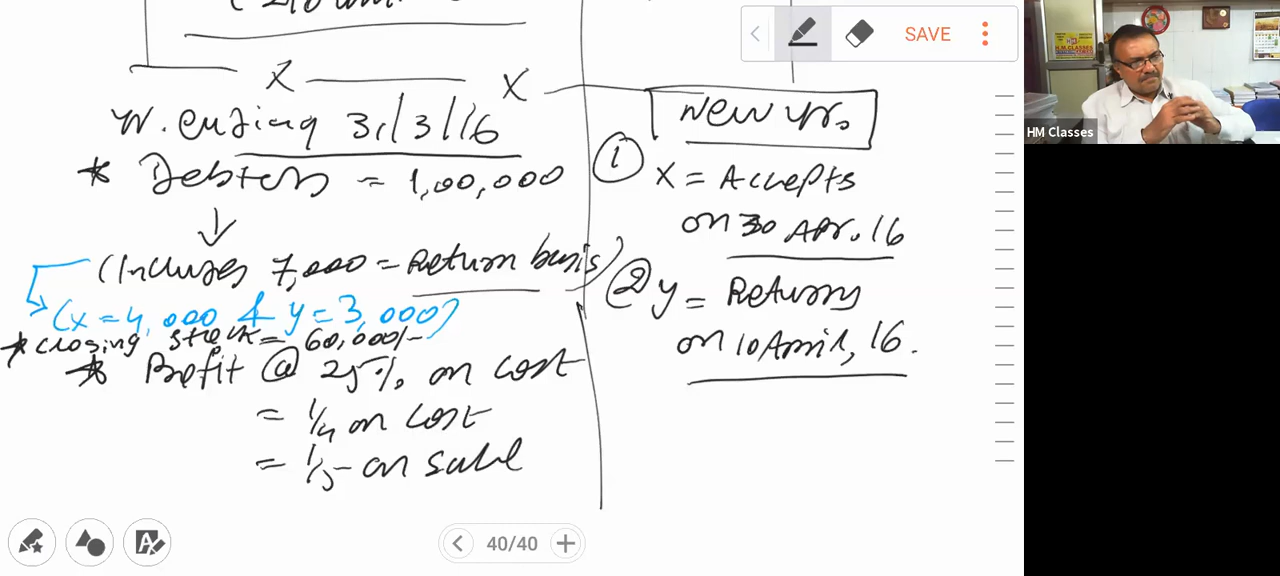 SAVE
X X
Y. ending 31/3/16
* Debtors = 1,00,000
(Includes 7,000 = Return basis)
(x = 4,000 & y = 3,000)
* closing stock = 60,000/-
* Profit @ 25% on cost
= 1/4 on cost
= 1/5 on sale
New yr.
① X = Accepts
on 30 Apr. 16
② y = Returns
on 10 April, 16.
40/40
HM Classes